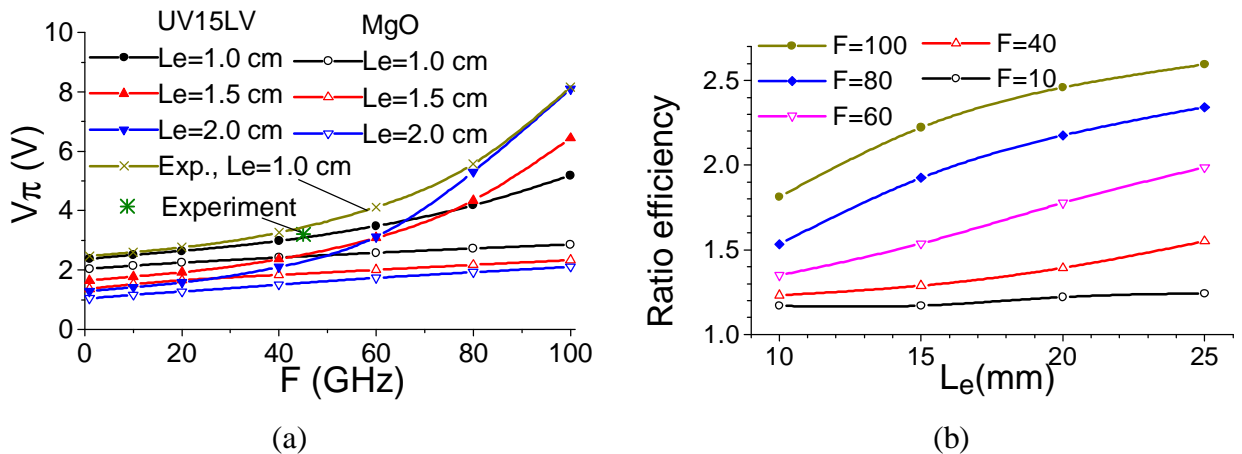 UV15LV MgO
Le=1.0 cm Le=1.0 cm
Le=1.5 cm Le=1.5 cm
Le=2.0 cm Le=2.0 cm
Exp., Le=1.0 cm
Experiment
10
8
6
4
2
0
Vπ (V)
0 20 40 60 80 100
F (GHz)
(a)
F=100 F=40
F=80 F=10
F=60
2.5
2.0
1.5
1.0
Ratio efficiency
10 15 20 25
Le(mm)
(b)